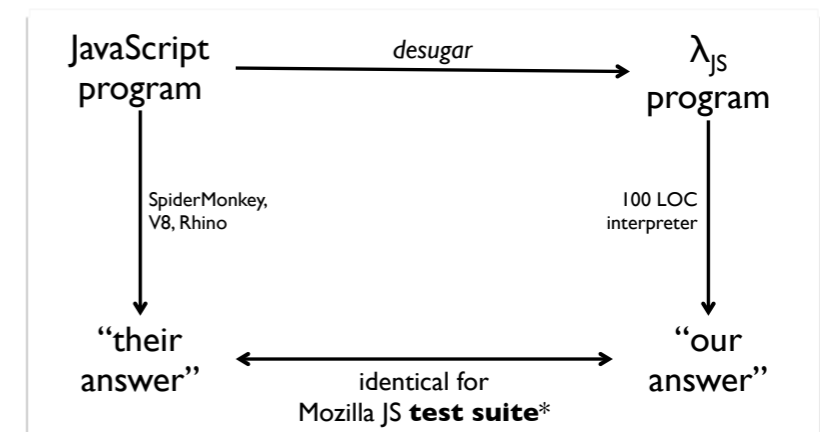 JavaScript
program
desugar
λJS
program
SpiderMonkey,
V8, Rhino
100 LOC
interpreter
“their
answer”
identical for
Mozilla JS test suite*
“our
answer”